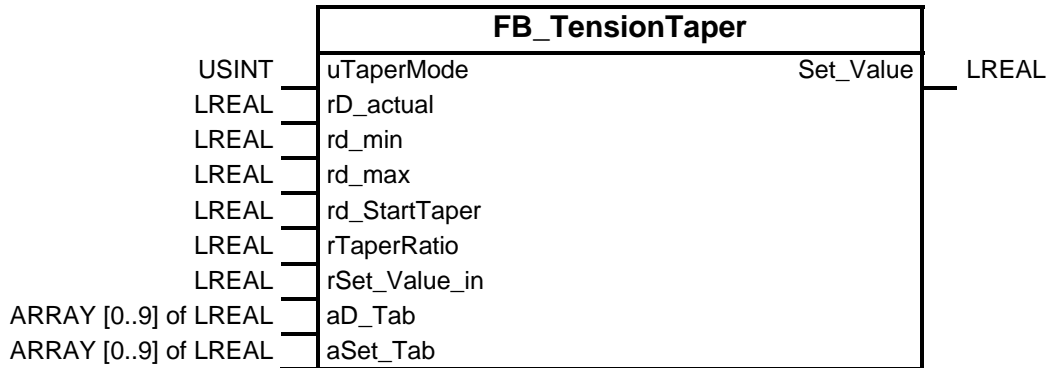 FB_TensionTaper
USINT uTaperMode Set_Value LREAL
LREAL rD_actual
LREAL rd_min
LREAL rd_max
LREAL rd_StartTaper
LREAL rTaperRatio
LREAL rSet_Value_in
ARRAY [0..9] of LREAL aD_Tab
ARRAY [0..9] of LREAL aSet_Tab